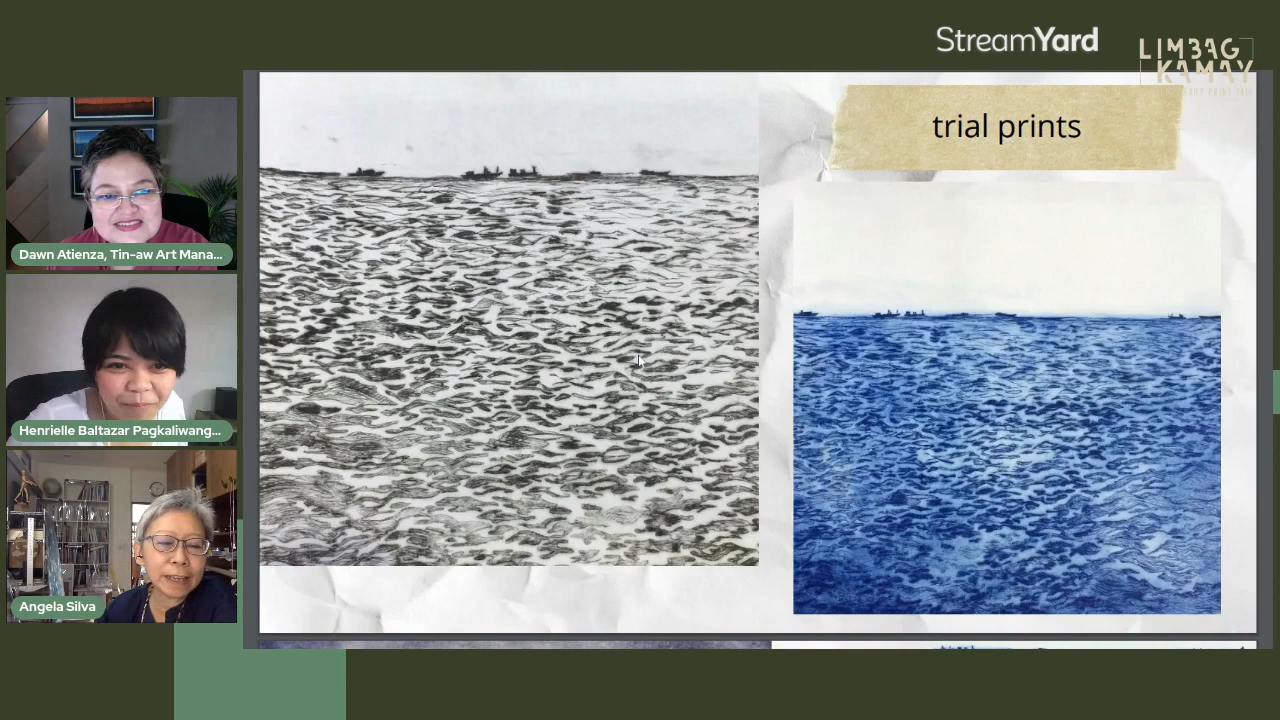 StreamYard
LIMBAG
KAMAY
trial prints
Dawn Atienza, Tin-aw Art Mana...
Henrielle Baltazar Pagkaliwang...
Angela Silva